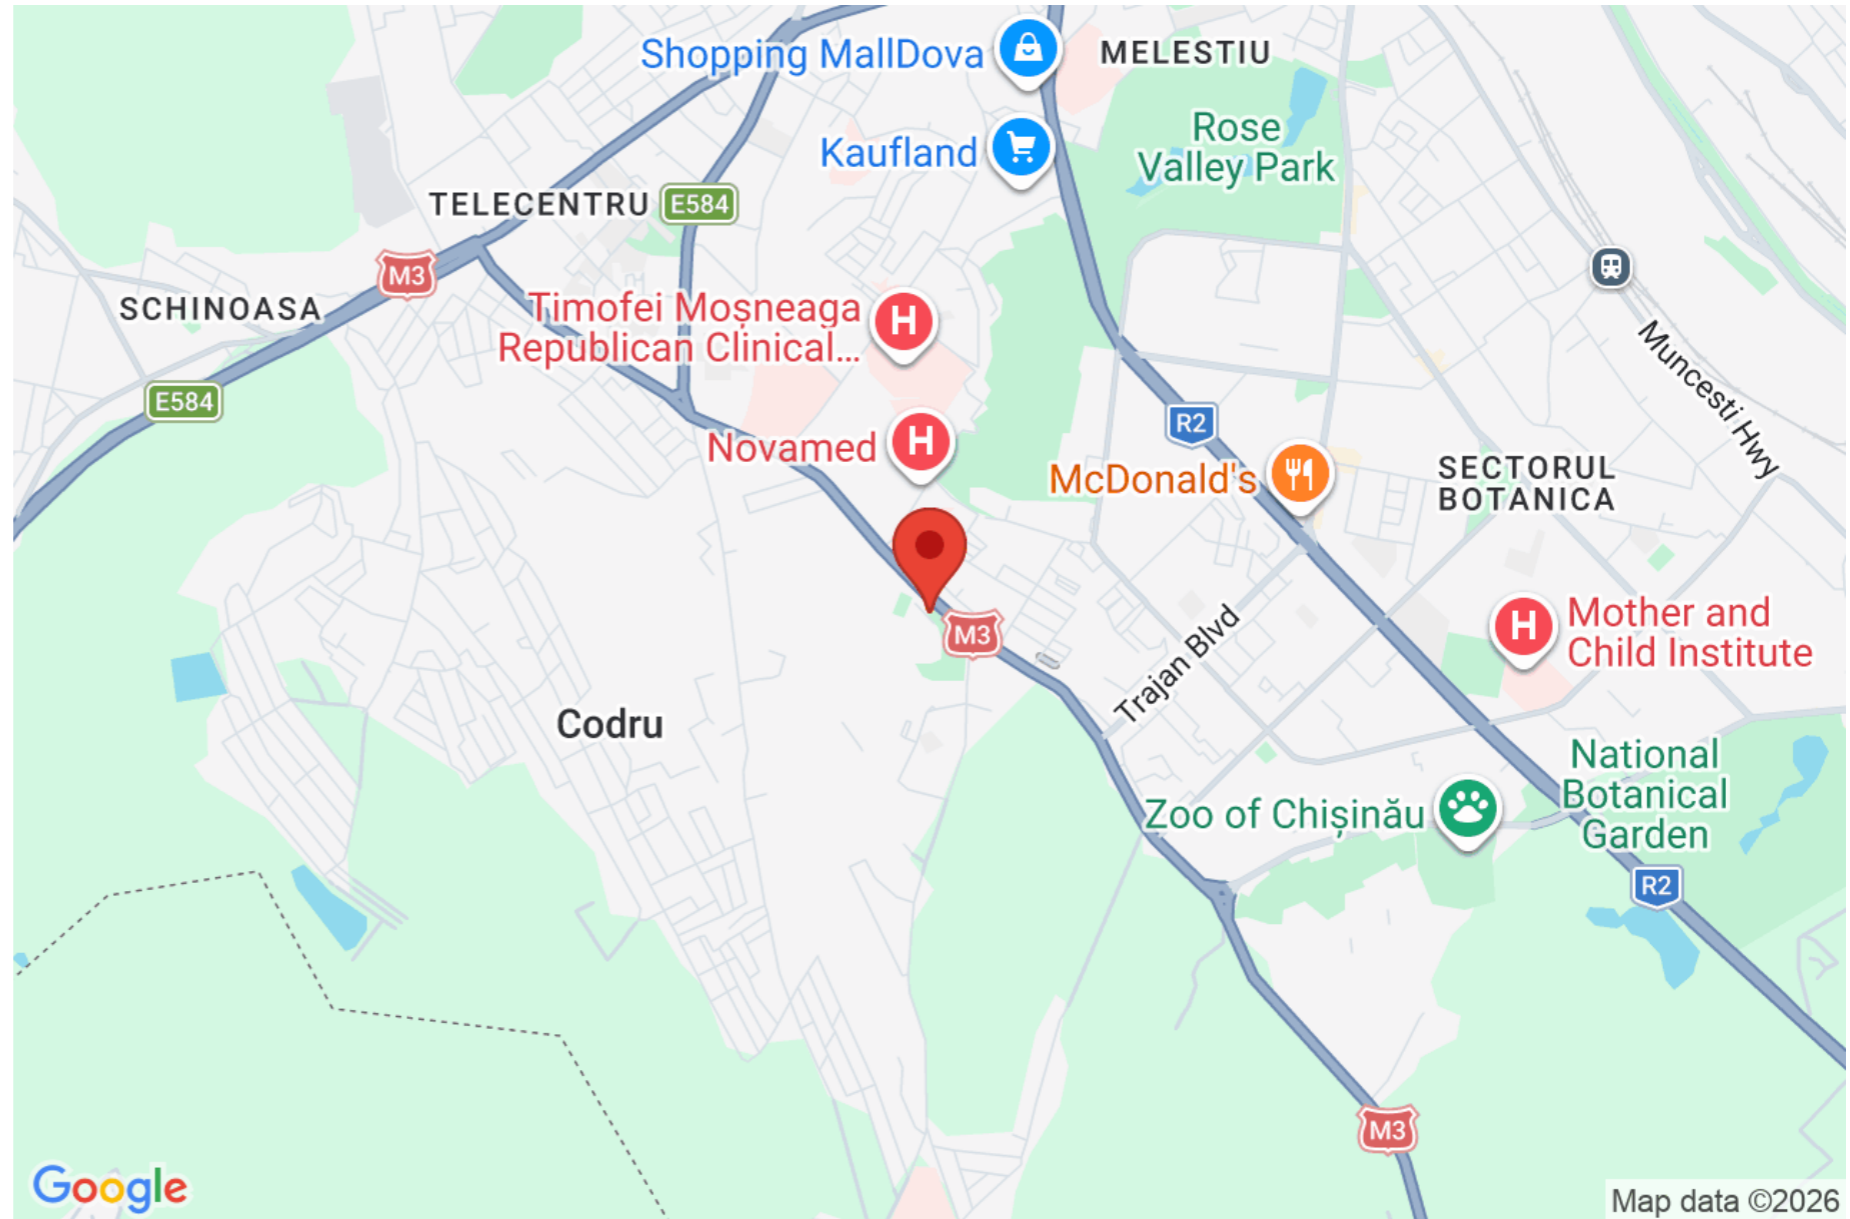 Shopping MallDova
MELESTIU
Rose
Valley Park
Kaufland
TELECENTRU
E584
M3
SCHINOASA
Timofei Moșneaga
Republican Clinical...
H
E584
Muncesti Hwy
R2
Novamed
H
McDonald's
SECTORUL
BOTANICA
M3
Trajan Blvd
H
Mother and
Child Institute
Codru
National
Botanical
Garden
Zoo of Chișinău
R2
M3
Google
Map data ©2026